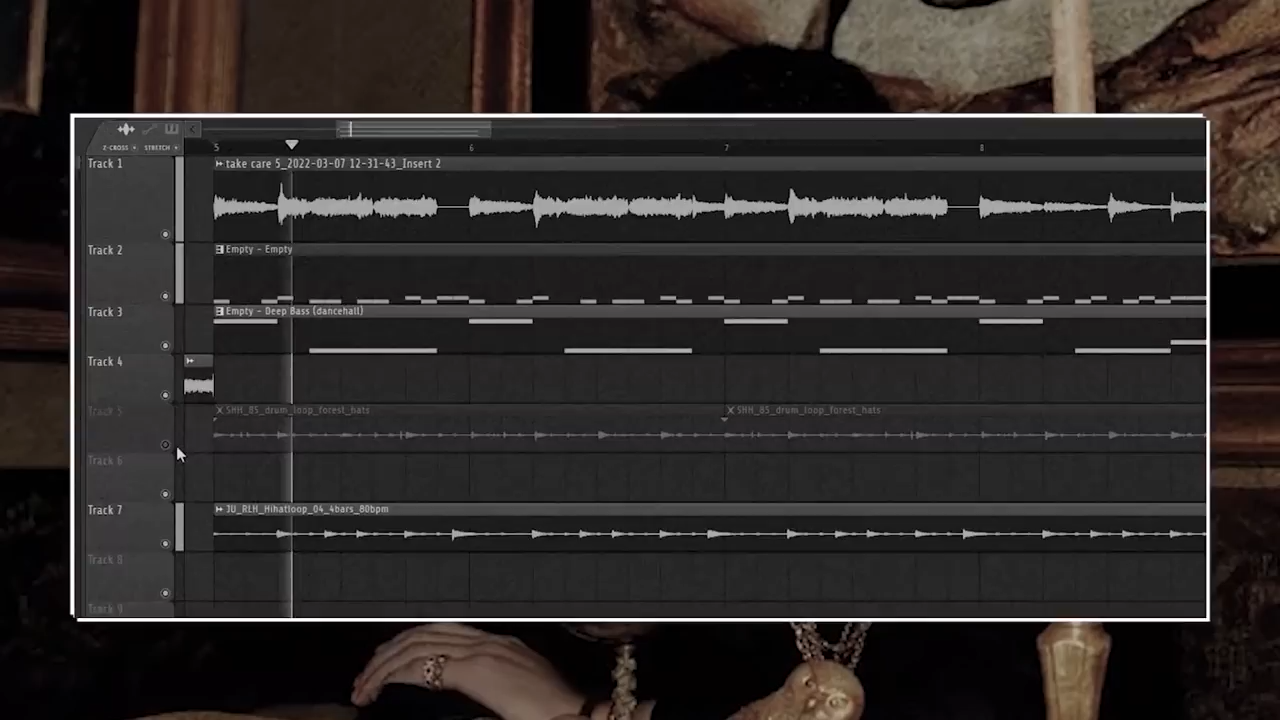 Z-CROSS STRETCH
5 6 7 8
Track 1
take care 5_2022-03-07 12-31-43_Insert 2
Track 2
Empty - Empty
Track 3
Empty - Deep Bass (dancehall)
Track 4
Track 5
SHH_85_drum_loop_forest_hats
SHH_85_drum_loop_forest_hats
Track 6
Track 7
JU_RLH_Hihatloop_04_4bars_80bpm
Track 8
Track 9